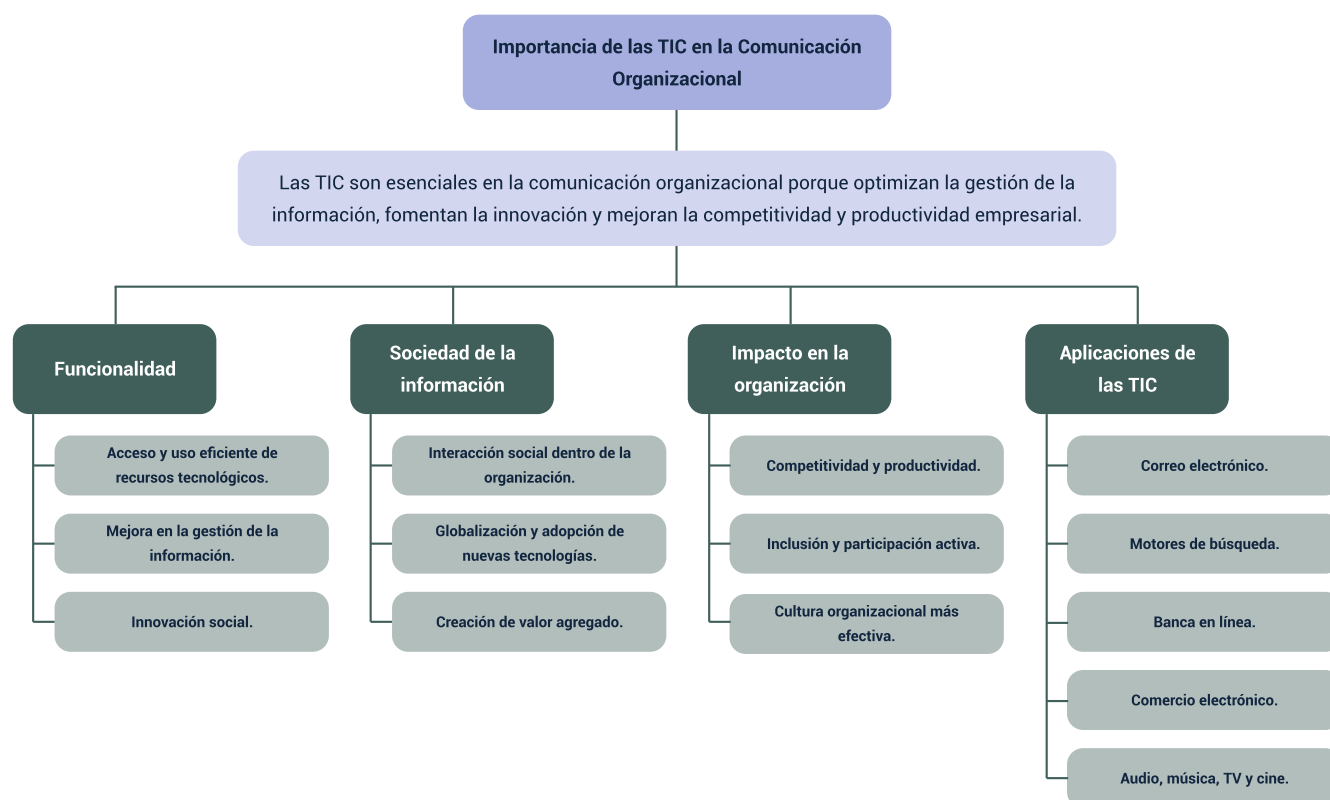 Importancia de las TIC en la Comunicación
Organizacional
Las TIC son esenciales en la comunicación organizacional porque optimizan la gestión de la
información, fomentan la innovación y mejoran la competitividad y productividad empresarial.
Funcionalidad
Acceso y uso eficiente de
recursos tecnológicos.
Mejora en la gestión de la
información.
Innovación social.
Sociedad de la
información
Interacción social dentro de la
organización.
Globalización y adopción de
nuevas tecnologías.
Creación de valor agregado.
Impacto en la
organización
Competitividad y productividad.
Inclusión y participación activa.
Cultura organizacional más
efectiva.
Aplicaciones de
las TIC
Correo electrónico.
Motores de búsqueda.
Banca en línea.
Comercio electrónico.
Audio, música, TV y cine.